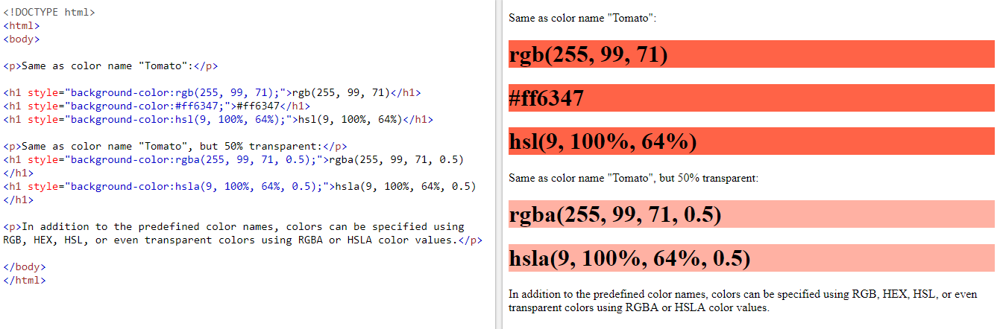 <!DOCTYPE html>
<html>
<body>
<p>Same as color name "Tomato":</p>
<h1 style="background-color:rgb(255, 99, 71);">rgb(255, 99, 71)</h1>
<h1 style="background-color:#ff6347;">#ff6347</h1>
<h1 style="background-color:hsl(9, 100%, 64%);">hsl(9, 100%, 64%)</h1>
<p>Same as color name "Tomato", but 50% transparent:</p>
<h1 style="background-color:rgba(255, 99, 71, 0.5);">rgba(255, 99, 71, 0.5)
</h1>
<h1 style="background-color:hsla(9, 100%, 64%, 0.5);">hsla(9, 100%, 64%, 0.5)
</h1>
<p>In addition to the predefined color names, colors can be specified using
RGB, HEX, HSL, or even transparent colors using RGBA or HSLA color values.</p>
</body>
</html>
Same as color name "Tomato":
rgb(255, 99, 71)
#ff6347
hsl(9, 100%, 64%)
Same as color name "Tomato", but 50% transparent:
rgba(255, 99, 71, 0.5)
hsla(9, 100%, 64%, 0.5)
In addition to the predefined color names, colors can be specified using RGB, HEX, HSL, or even
transparent colors using RGBA or HSLA color values.